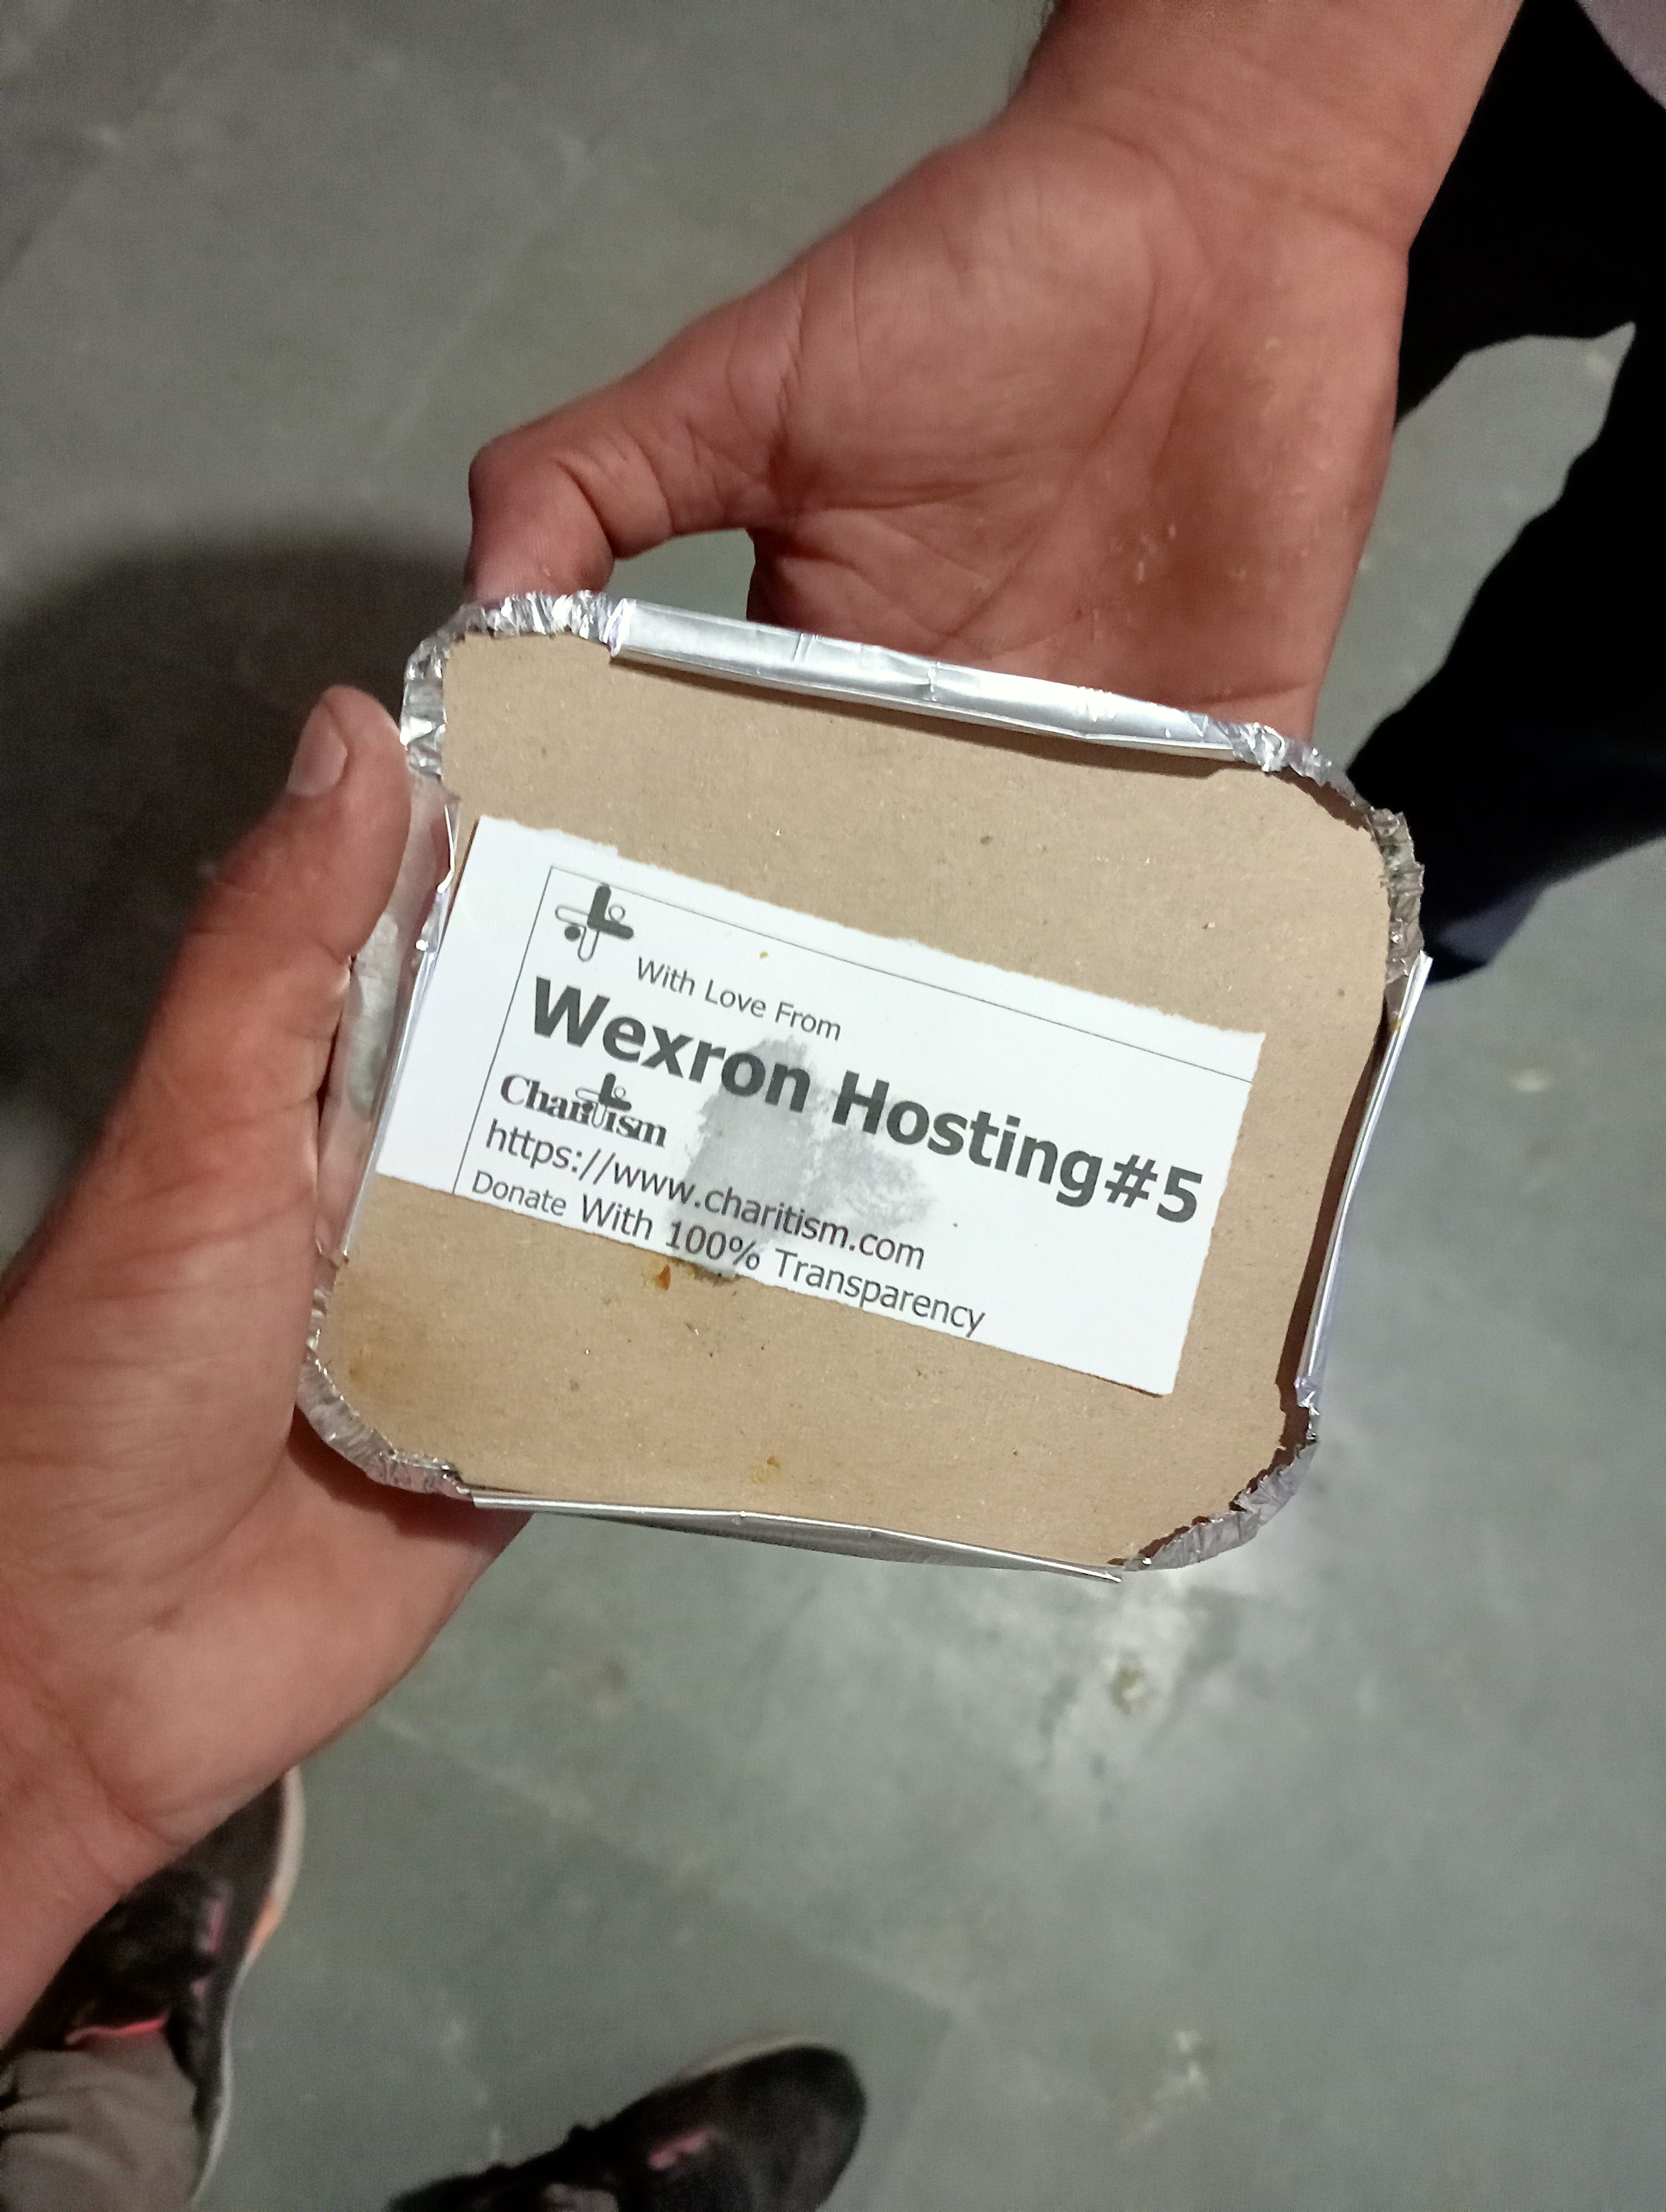 With Love From
Wexron Hosting#5
Charitism
https://www.charitism.com
Donate With 100% Transparency